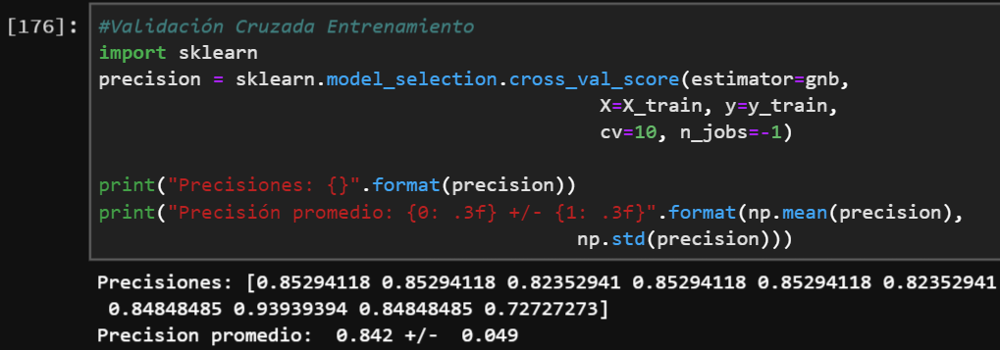 [176]: #Validación Cruzada Entrenamiento
import sklearn
precision = sklearn.model_selection.cross_val_score(estimator=gnb,
X=X_train, y=y_train,
cv=10, n_jobs=-1)
print("Precisiones: {}".format(precision))
print("Precisión promedio: {0: .3f} +/- {1: .3f}".format(np.mean(precision),
np.std(precision)))
Precisiones: [0.85294118 0.85294118 0.82352941 0.85294118 0.85294118 0.82352941
0.84848485 0.93939394 0.84848485 0.72727273]
Precision promedio:  0.842 +/-  0.049